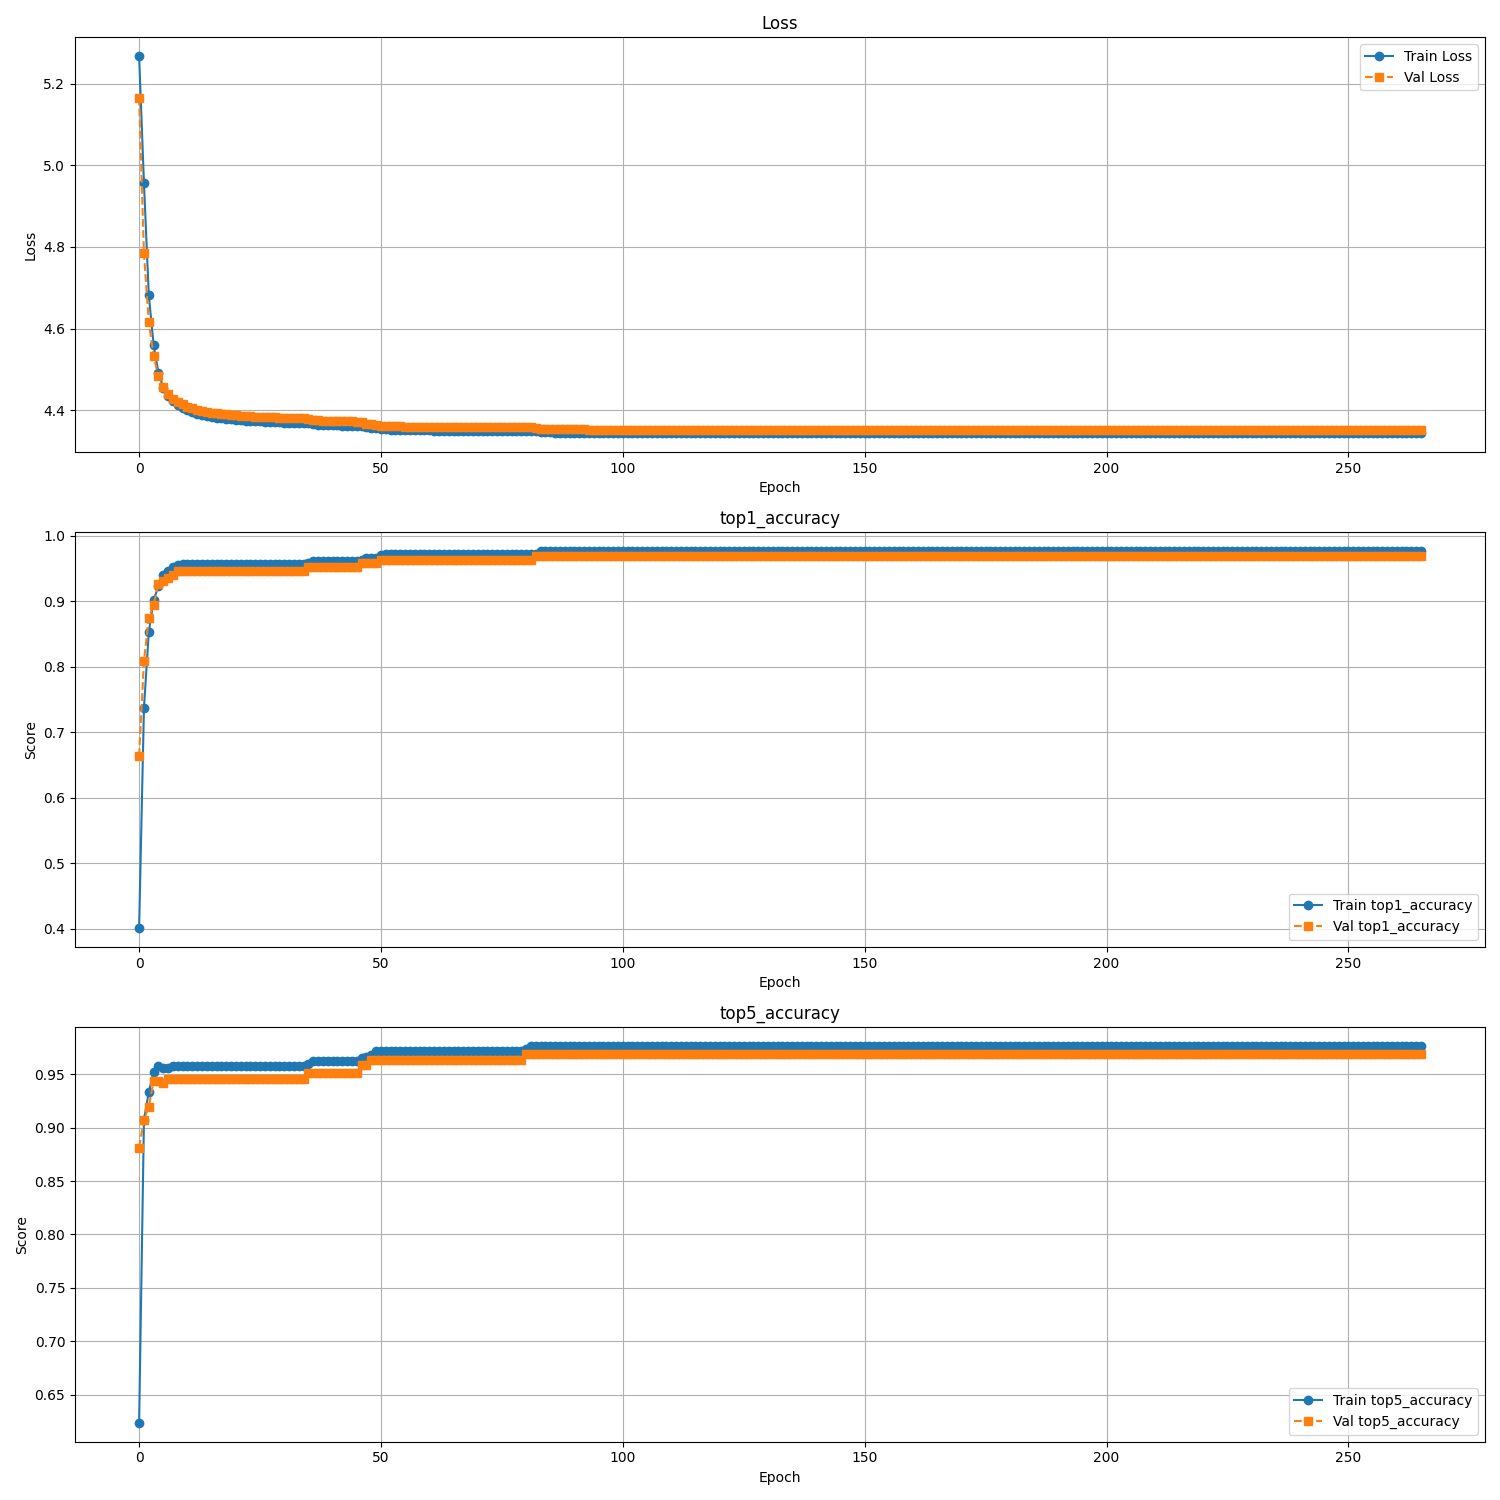 Loss
Train Loss
Val Loss
5.2
5.0
4.8
4.6
4.4
Loss
0 50 100 150 200 250
Epoch
top1_accuracy
1.0
0.9
0.8
0.7
0.6
0.5
0.4
Score
Train top1_accuracy
Val top1_accuracy
0 50 100 150 200 250
Epoch
top5_accuracy
0.95
0.90
0.85
0.80
0.75
0.70
0.65
Score
Train top5_accuracy
Val top5_accuracy
0 50 100 150 200 250
Epoch